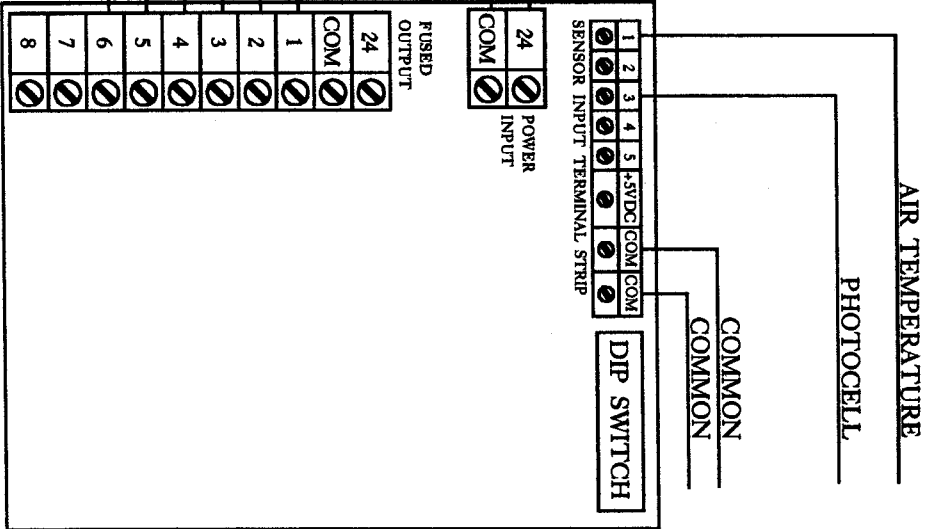 AIR TEMPERATURE
PHOTOCELL
COMMON
COMMON
1 2 3 4 5 +5VDC COM COM
SENSOR INPUT TERMINAL STRIP
DIP SWITCH
24
COM
POWER
INPUT
FUSED
OUTPUT
24
COM
1
2
3
4
5
6
7
8